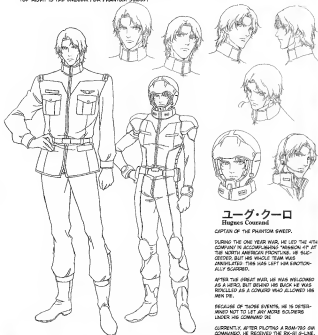 ユーグ・クーロ
Hugues Courand
CAPTAIN OF THE PHANTOM SWEEP.
DURING THE ONE YEAR WAR, HE LED THE 4TH
COMPANY IN ACCOMPLISHING "MISSION 41" AT
THE NORTH AMERICAN FRONTLINE. HE SUC-
CEEDED, BUT HIS WHOLE TEAM WAS
ANNIHILATED. THIS HAS LEFT HIM EMOTION-
ALLY SCARRED.
AFTER THE GREAT WAR, HE WAS WELCOMED
AS A HERO, BUT BEHIND HIS BACK HE WAS
RIDICULED AS A COWARD WHO ALLOWED HIS
MEN DIE.
BECAUSE OF THOSE EVENTS, HE IS DETER-
MINED NOT TO LET ANY MORE SOLDIERS
UNDER HIS COMMAND DIE
CURRENTLY, AFTER PILOTING A RGM-79Q GM
COMMAND, HE RECEIVED THE RX-81 G-LINE.